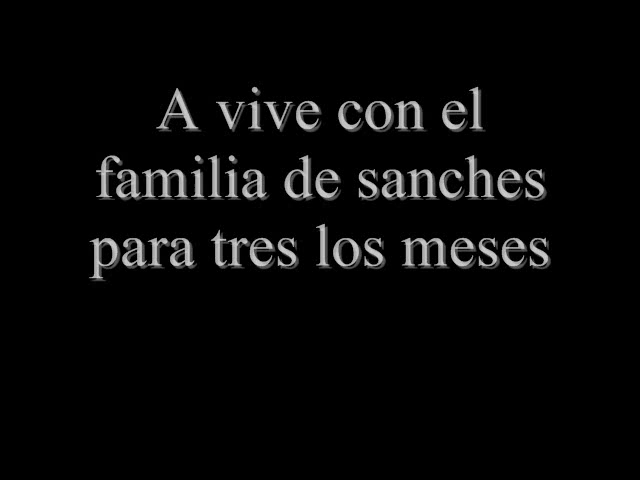 A vive con el
familia de sanches
para tres los meses